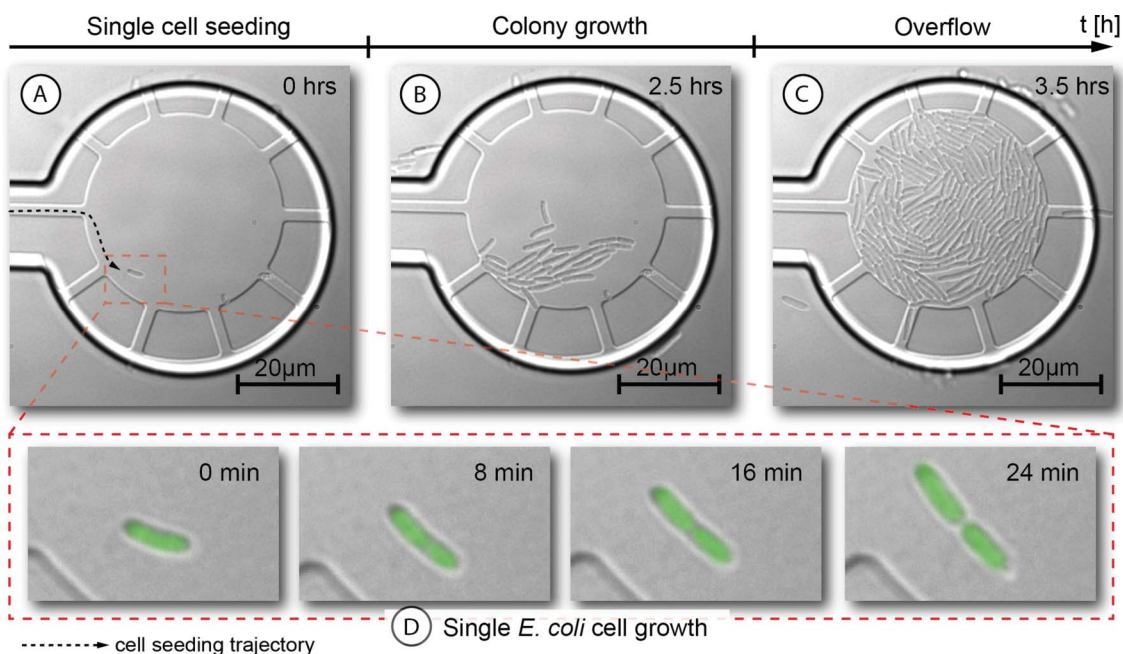 Single cell seeding
Colony growth
Overflow
t [h]
A
0 hrs
20µm
B
2.5 hrs
20µm
C
3.5 hrs
20µm
0 min
8 min
16 min
24 min
D Single E. coli cell growth
cell seeding trajectory